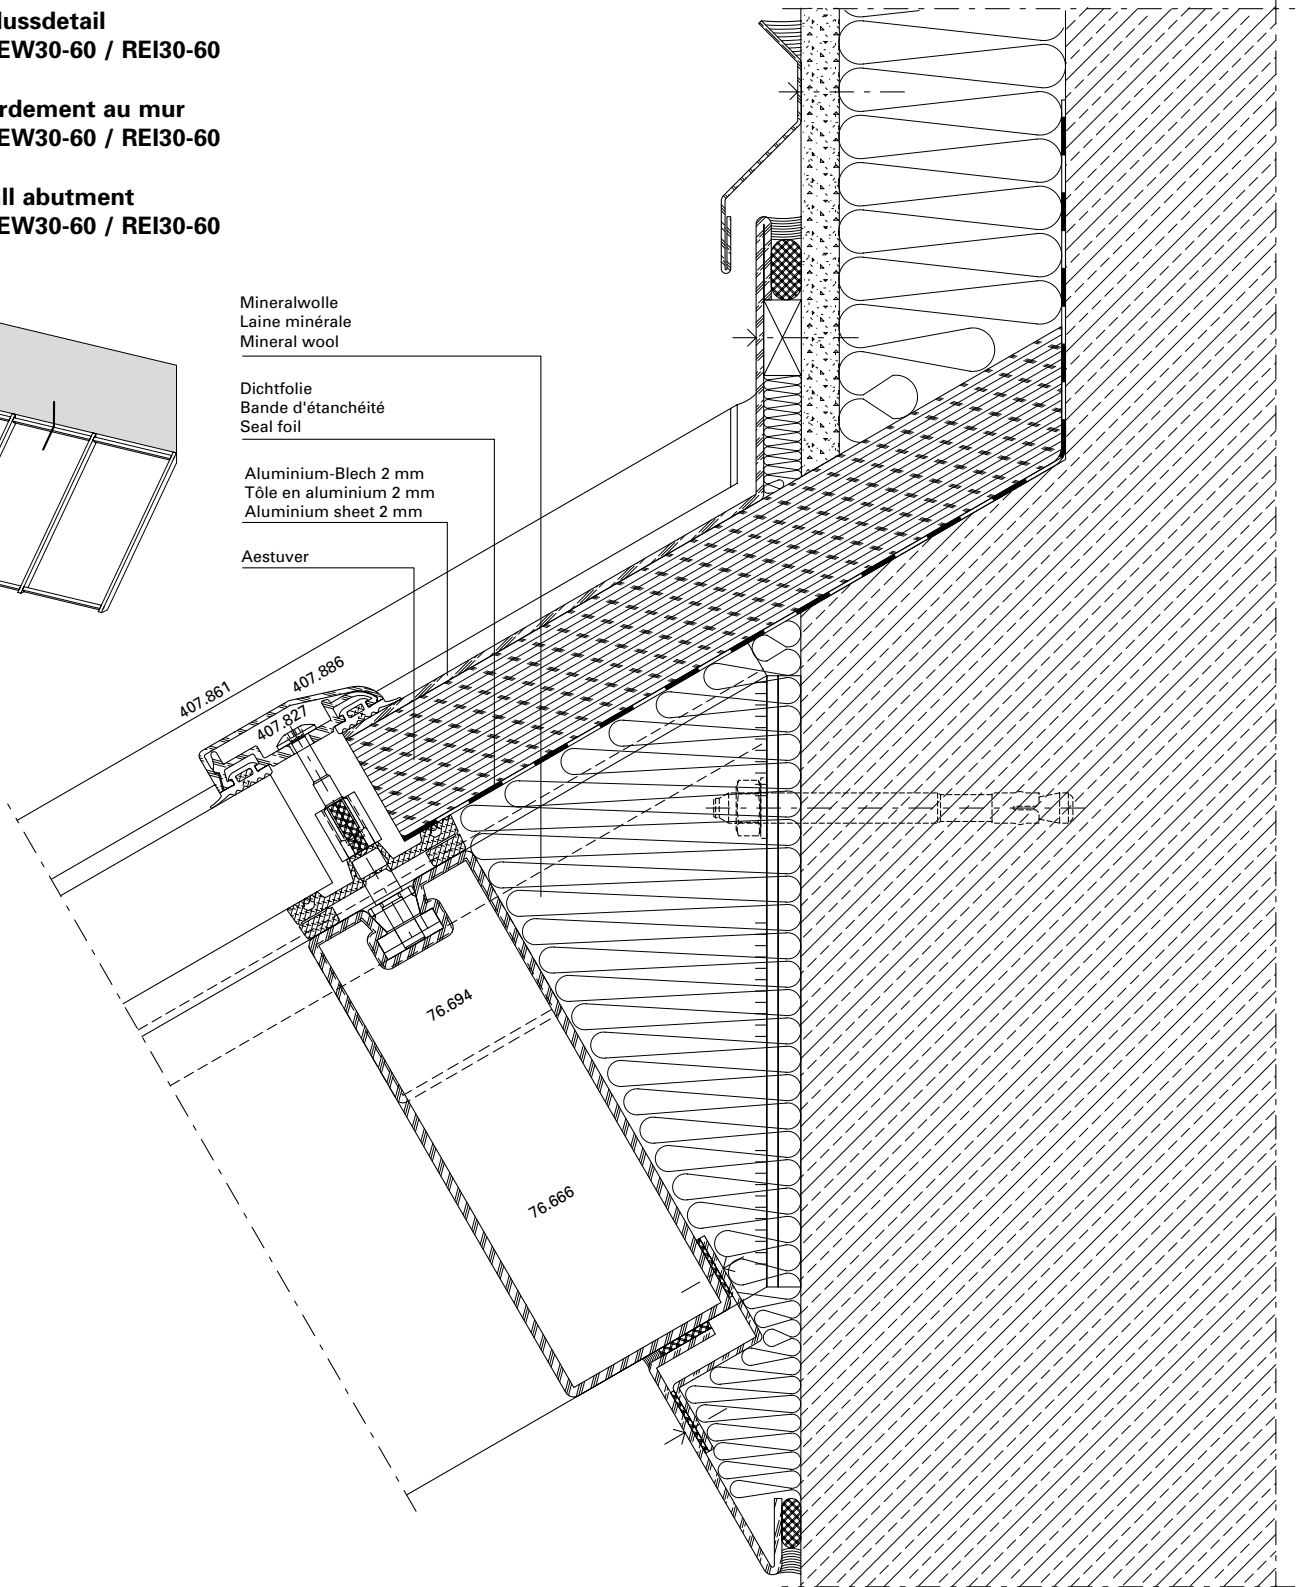 lussdetail
EW30-60 / REI30-60
rdement au mur
EW30-60 / REI30-60
ll abutment
EW30-60 / REI30-60
Mineralwolle
Laine minérale
Mineral wool
Dichtfolie
Bande d'étanchéité
Seal foil
Aluminium-Blech 2 mm
Tôle en aluminium 2 mm
Aluminium sheet 2 mm
Aestuver
407.861
407.886
407.827
76.694
76.666